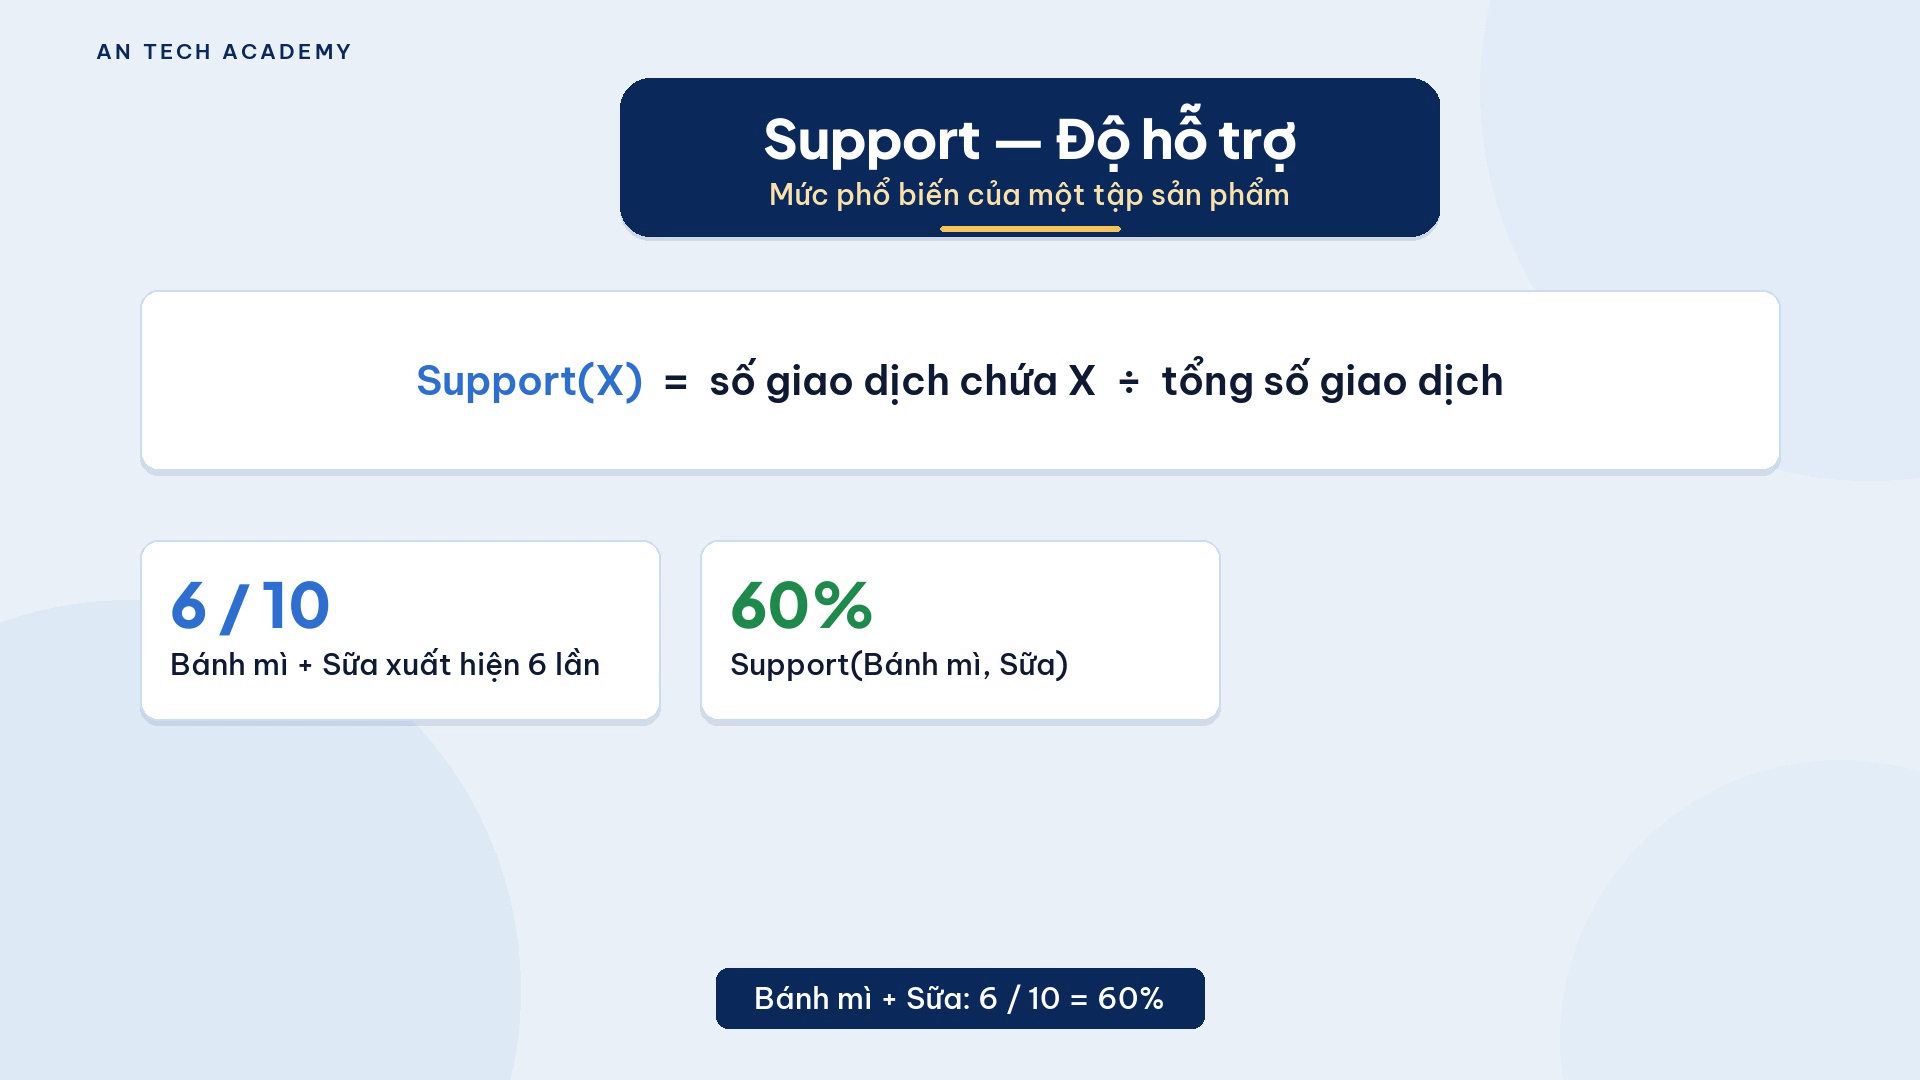 AN TECH ACADEMY
Support — Độ hỗ trợ
Mức phổ biến của một tập sản phẩm
Support(X) = số giao dịch chứa X ÷ tổng số giao dịch
6 / 10
Bánh mì + Sữa xuất hiện 6 lần
60%
Support(Bánh mì, Sữa)
Bánh mì + Sữa: 6 / 10 = 60%